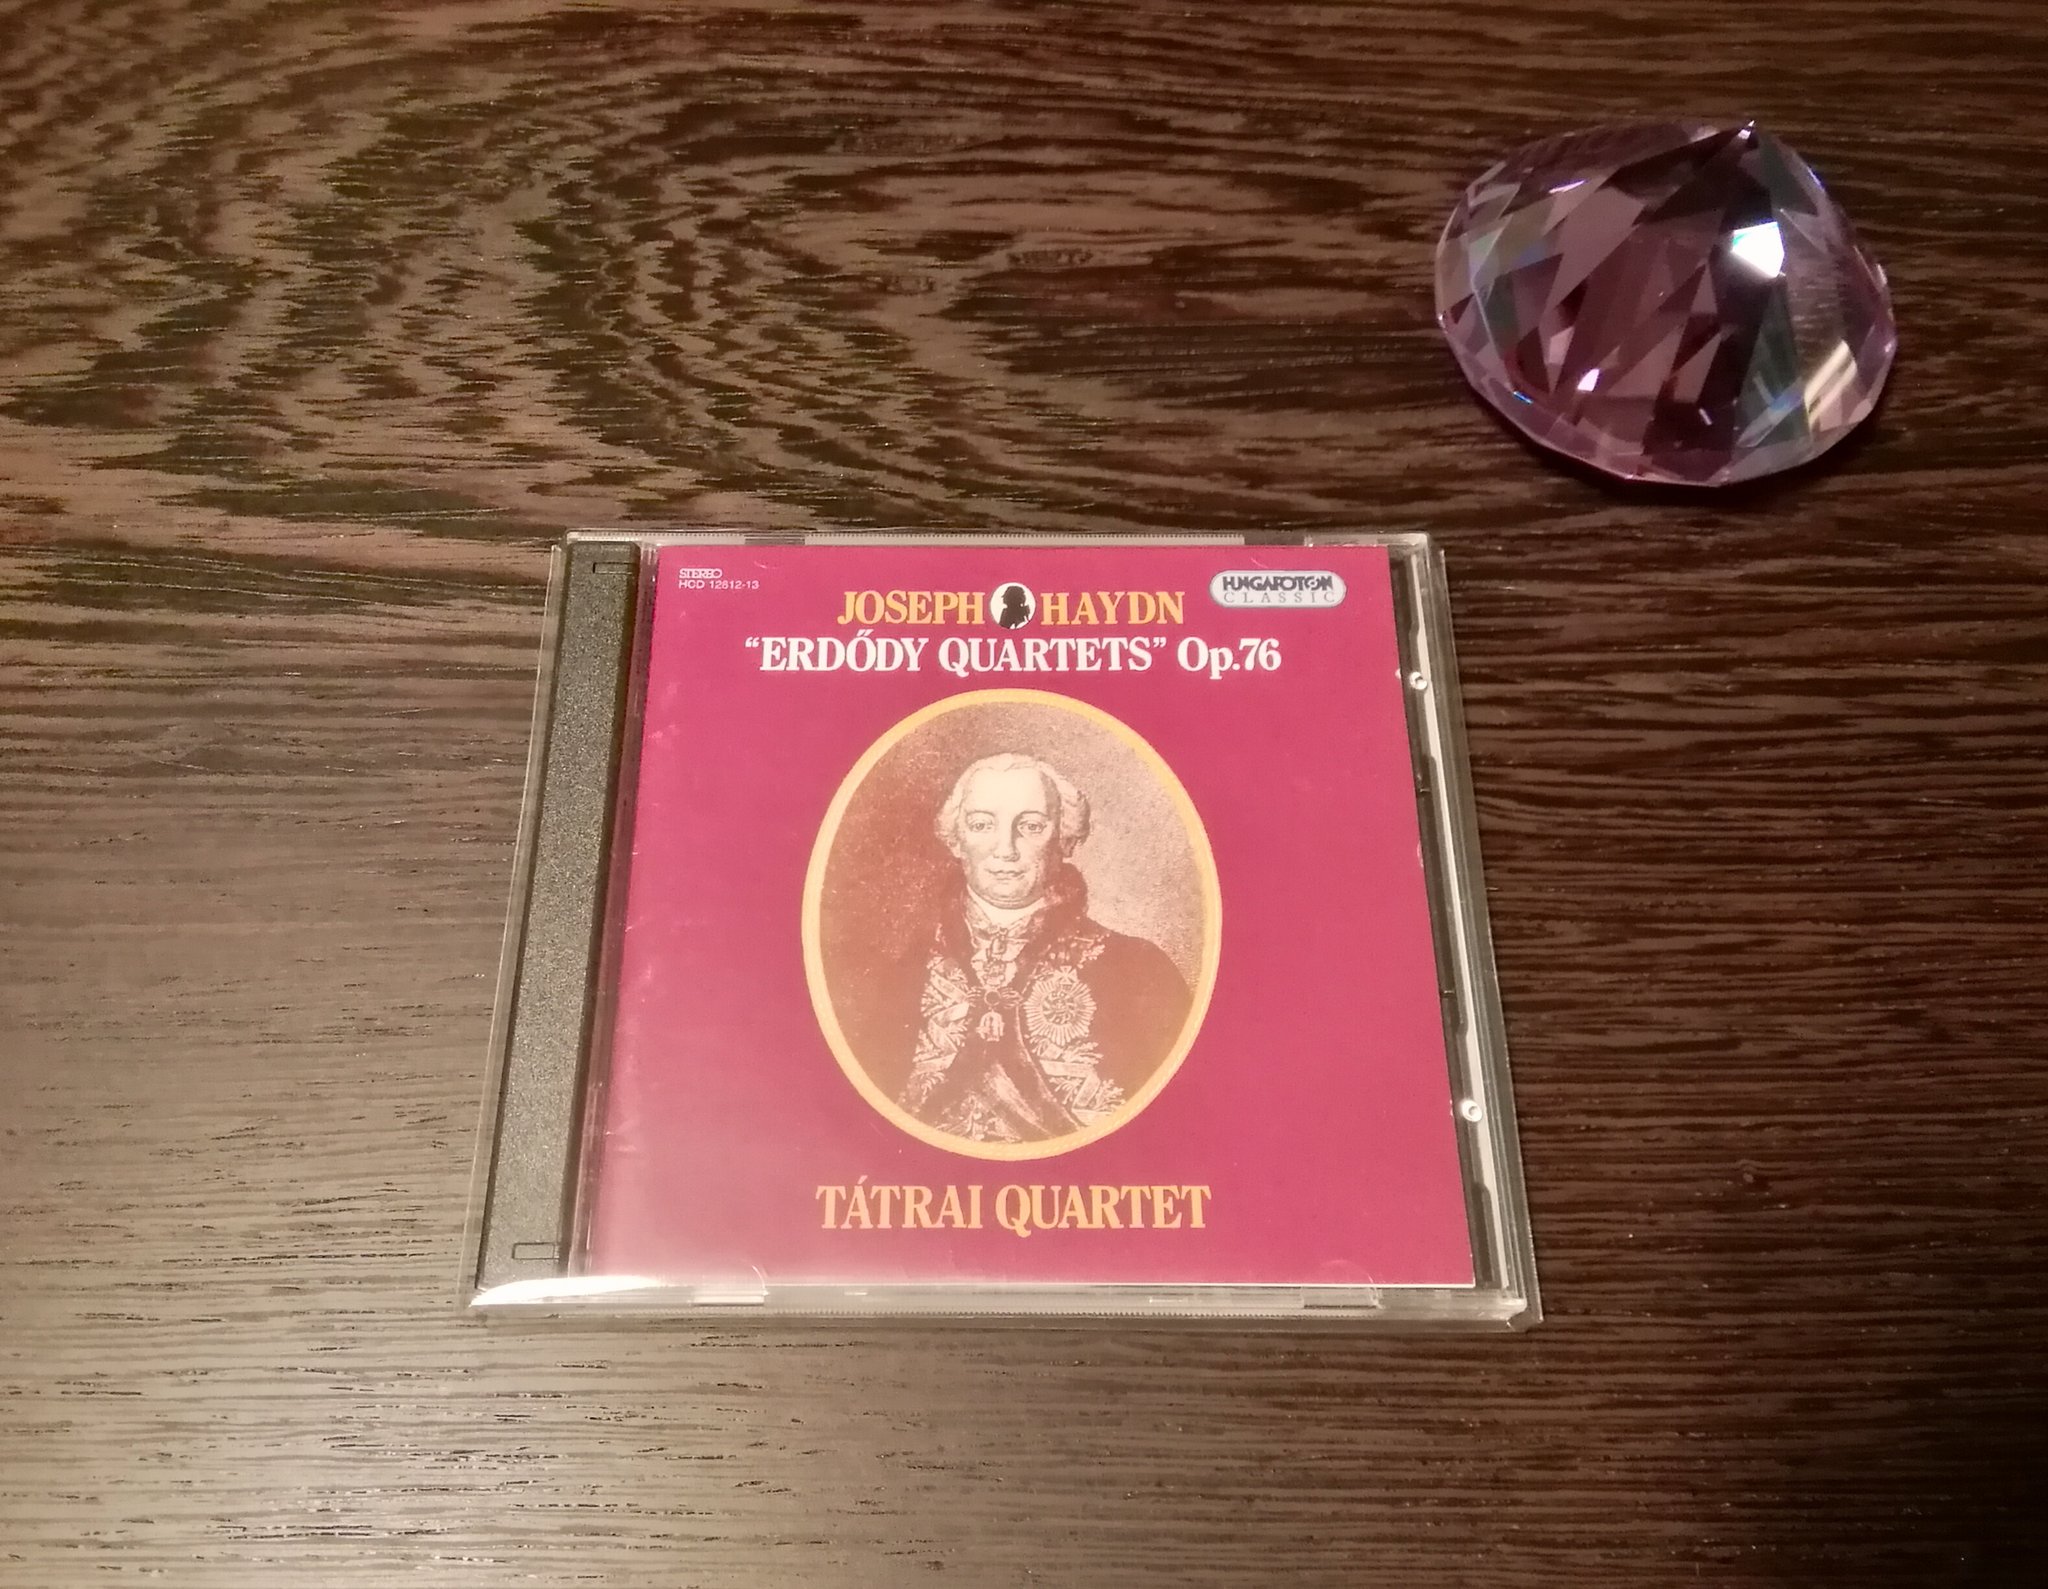 STEREO
HCD 12812-13
JOSEPH HAYDN
HUNGAROTON
CLASSIC
“ERDŐDY QUARTETS” Op.76
TÁTRAI QUARTET